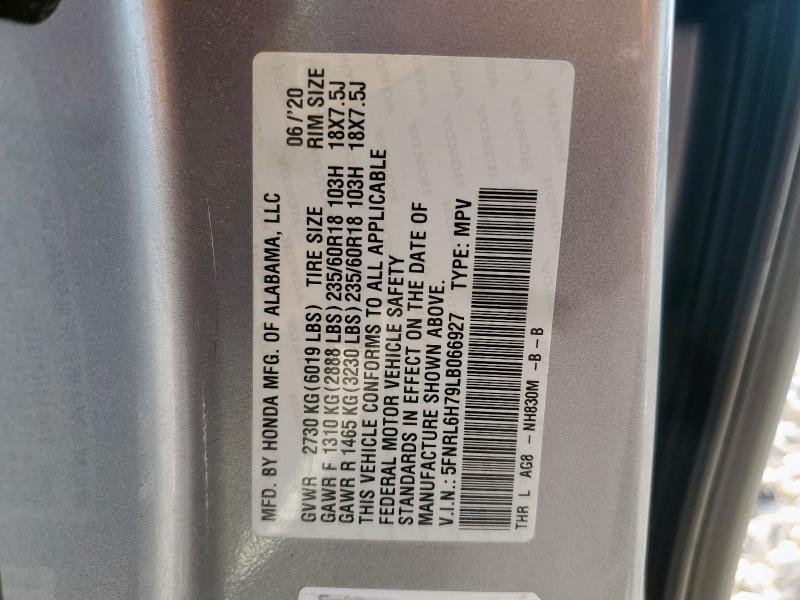 MFD. BY HONDA MFG. OF ALABAMA, LLC 06/'20
GVWR 2730 KG(6019 LBS) TIRE SIZE RIM SIZE
GAWR F 1310 KG(2888 LBS)235/60R18 103H 18X7.5J
GAWR R 1465 KG(3230 LBS)235/60R18 103H 18X7.5J
THIS VEHICLE CONFORMS TO ALL APPLICABLE
FEDERAL MOTOR VEHICLE SAFETY
STANDARDS IN EFFECT ON THE DATE OF
MANUFACTURE SHOWN ABOVE.
V.I.N.:5FNRL6H79LB066927 TYPE: MPV
THR L AG8 - NH830M -B-B